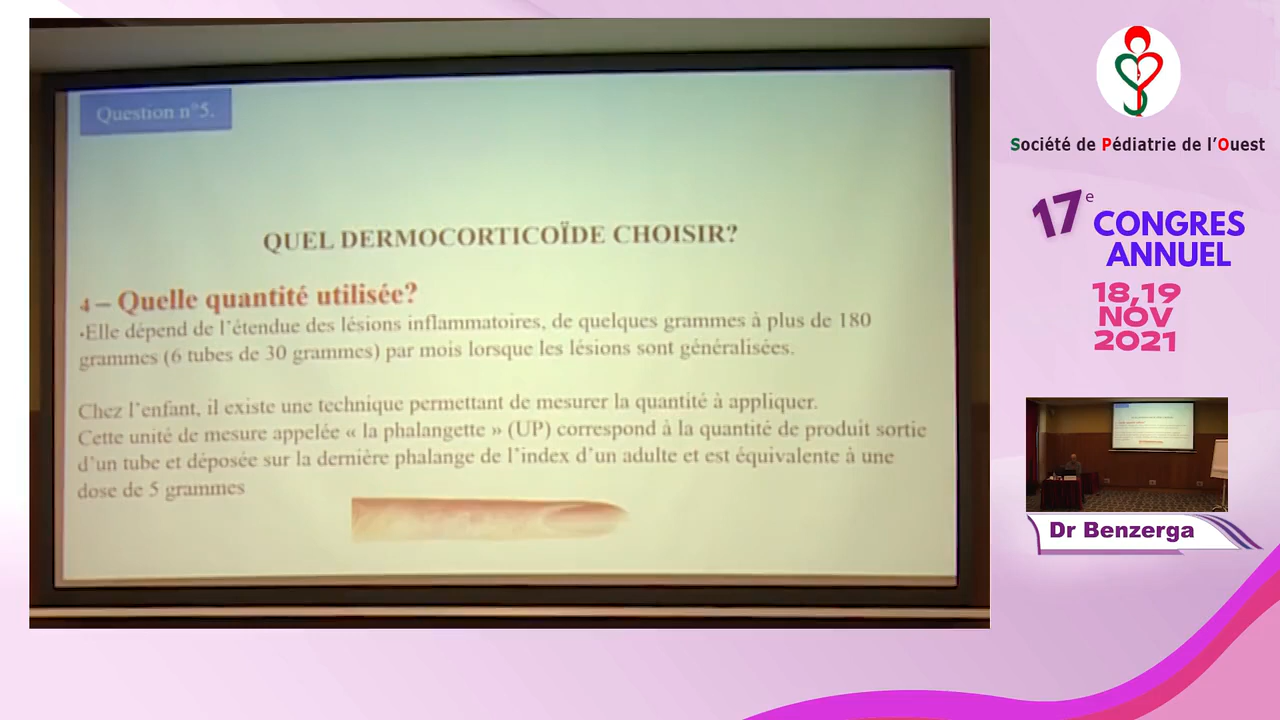 Question n°5.
QUEL DERMOCORTICOÏDE CHOISIR?
4 – Quelle quantité utilisée?
•Elle dépend de l'étendue des lésions inflammatoires, de quelques grammes à plus de 180
grammes (6 tubes de 30 grammes) par mois lorsque les lésions sont généralisées.
Chez l'enfant, il existe une technique permettant de mesurer la quantité à appliquer.
Cette unité de mesure appelée « la phalangette » (UP) correspond à la quantité de produit sortie
d'un tube et déposée sur la dernière phalange de l'index d'un adulte et est équivalente à une
dose de 5 grammes
Société de Pédiatrie de l'Ouest
17e CONGRES
ANNUEL
18,19
NOV
2021
Dr Benzerga